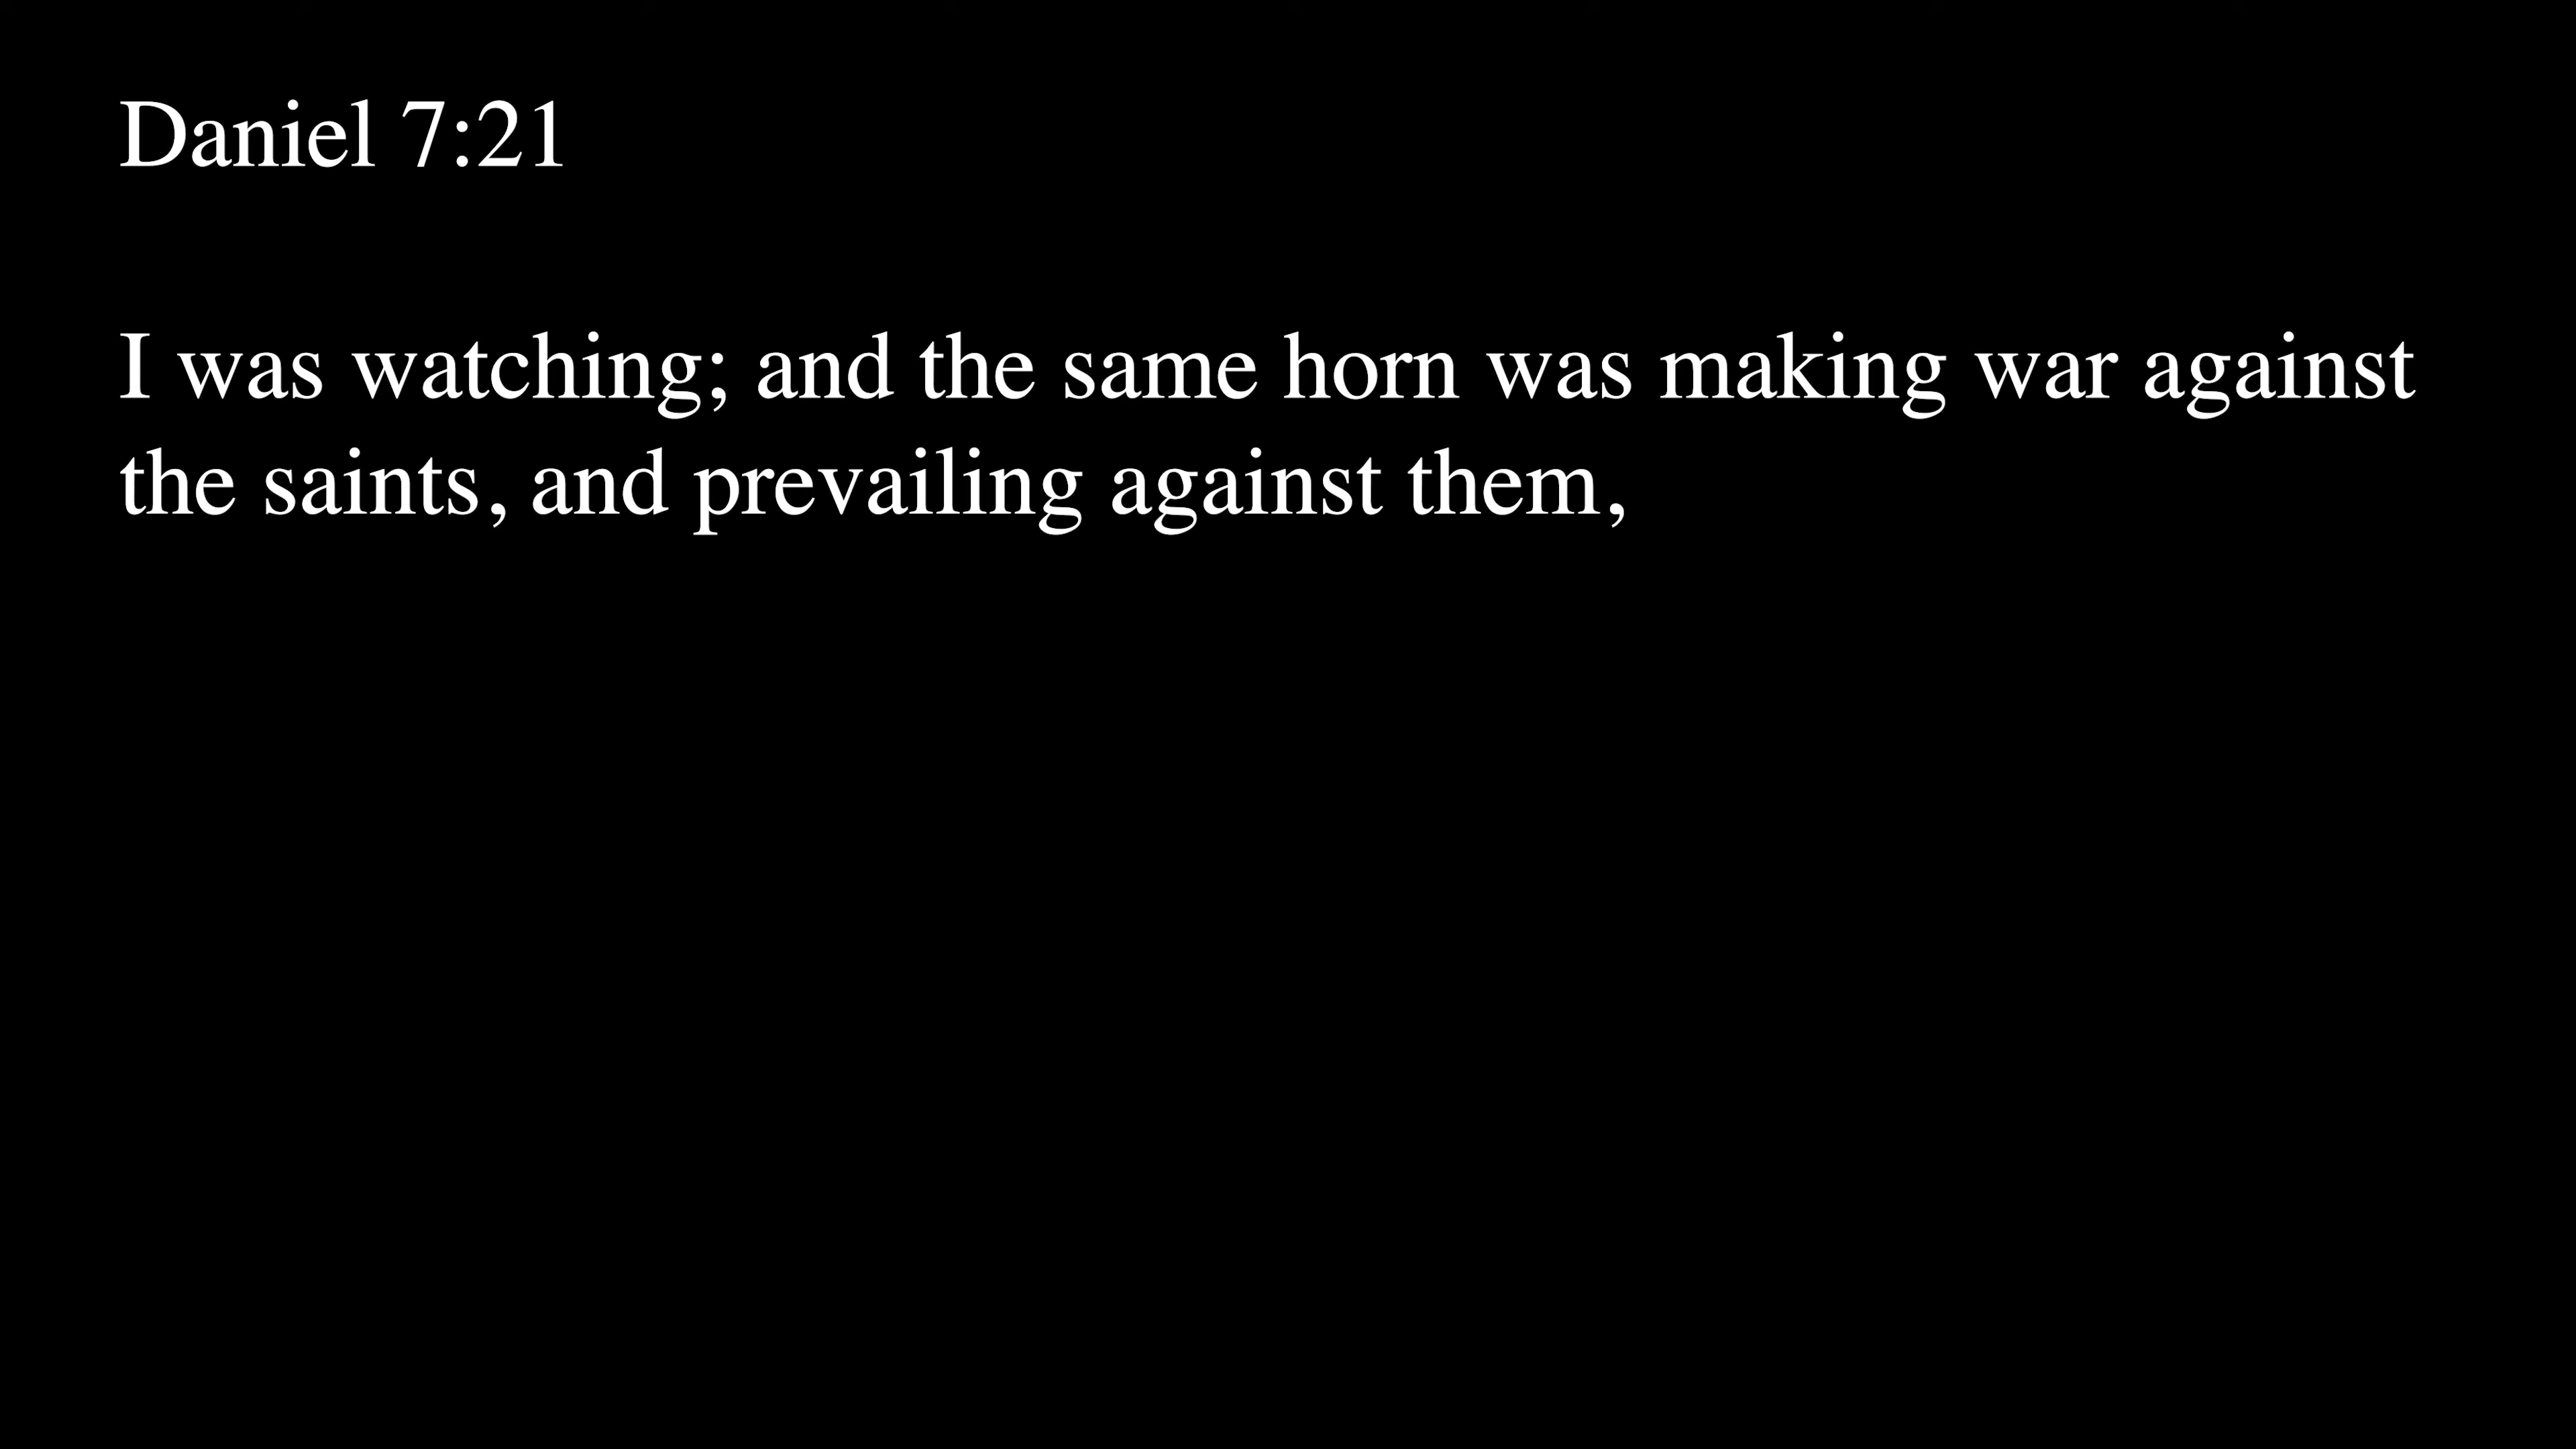 Daniel 7:21
I was watching; and the same horn was making war against
the saints, and prevailing against them,